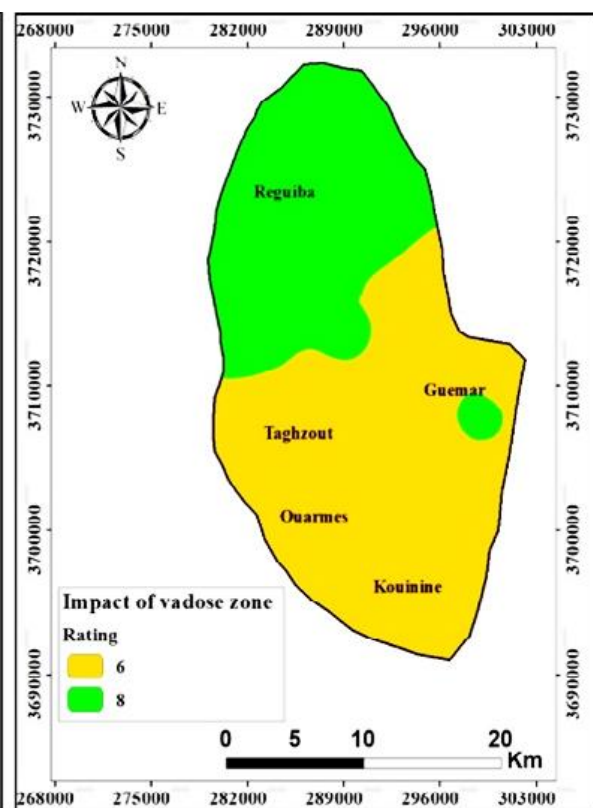 268000 275000 282000 289000 296000 303000
3730000
3720000
3710000
3700000
3690000
3730000
3720000
3710000
3700000
3690000
N
W E
S
Reguiba
Guemar
Taghzout
Ouarmes
Kouinine
Impact of vadose zone
Rating
6
8
0 5 10 20
Km
268000 275000 282000 289000 296000 303000